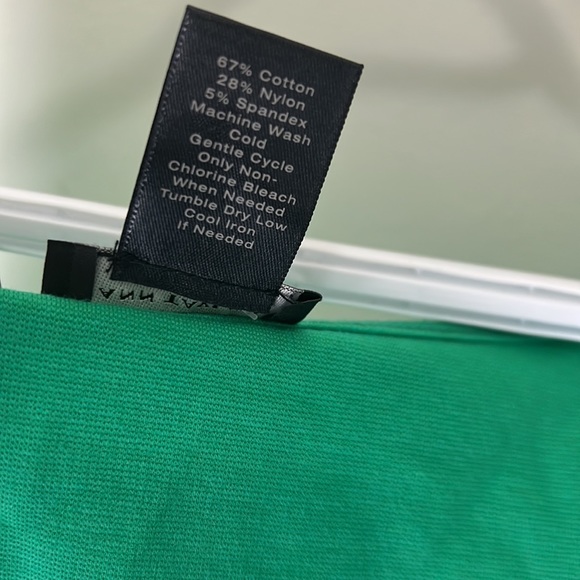 67% Cotton
28% Nylon
5% Spandex
Machine Wash
Cold
Gentle Cycle
Only Non-
Chlorine Bleach
When Needed
Tumble Dry Low
Cool Iron
If Needed
ANN